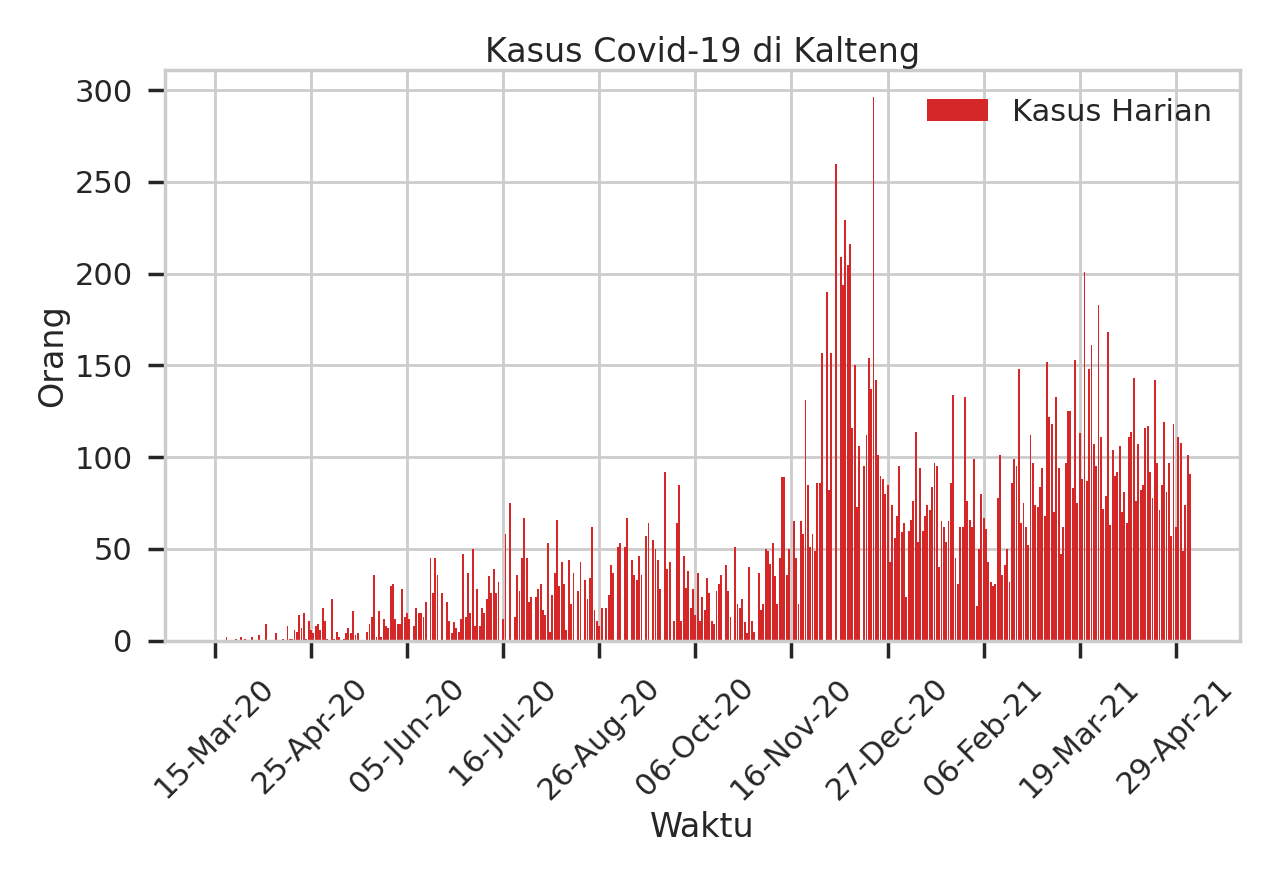 Kasus Covid-19 di Kalteng
Kasus Harian
Orang
300
250
200
150
100
50
0
15-Mar-20
25-Apr-20
05-Jun-20
16-Jul-20
26-Aug-20
06-Oct-20
16-Nov-20
27-Dec-20
06-Feb-21
19-Mar-21
29-Apr-21
Waktu